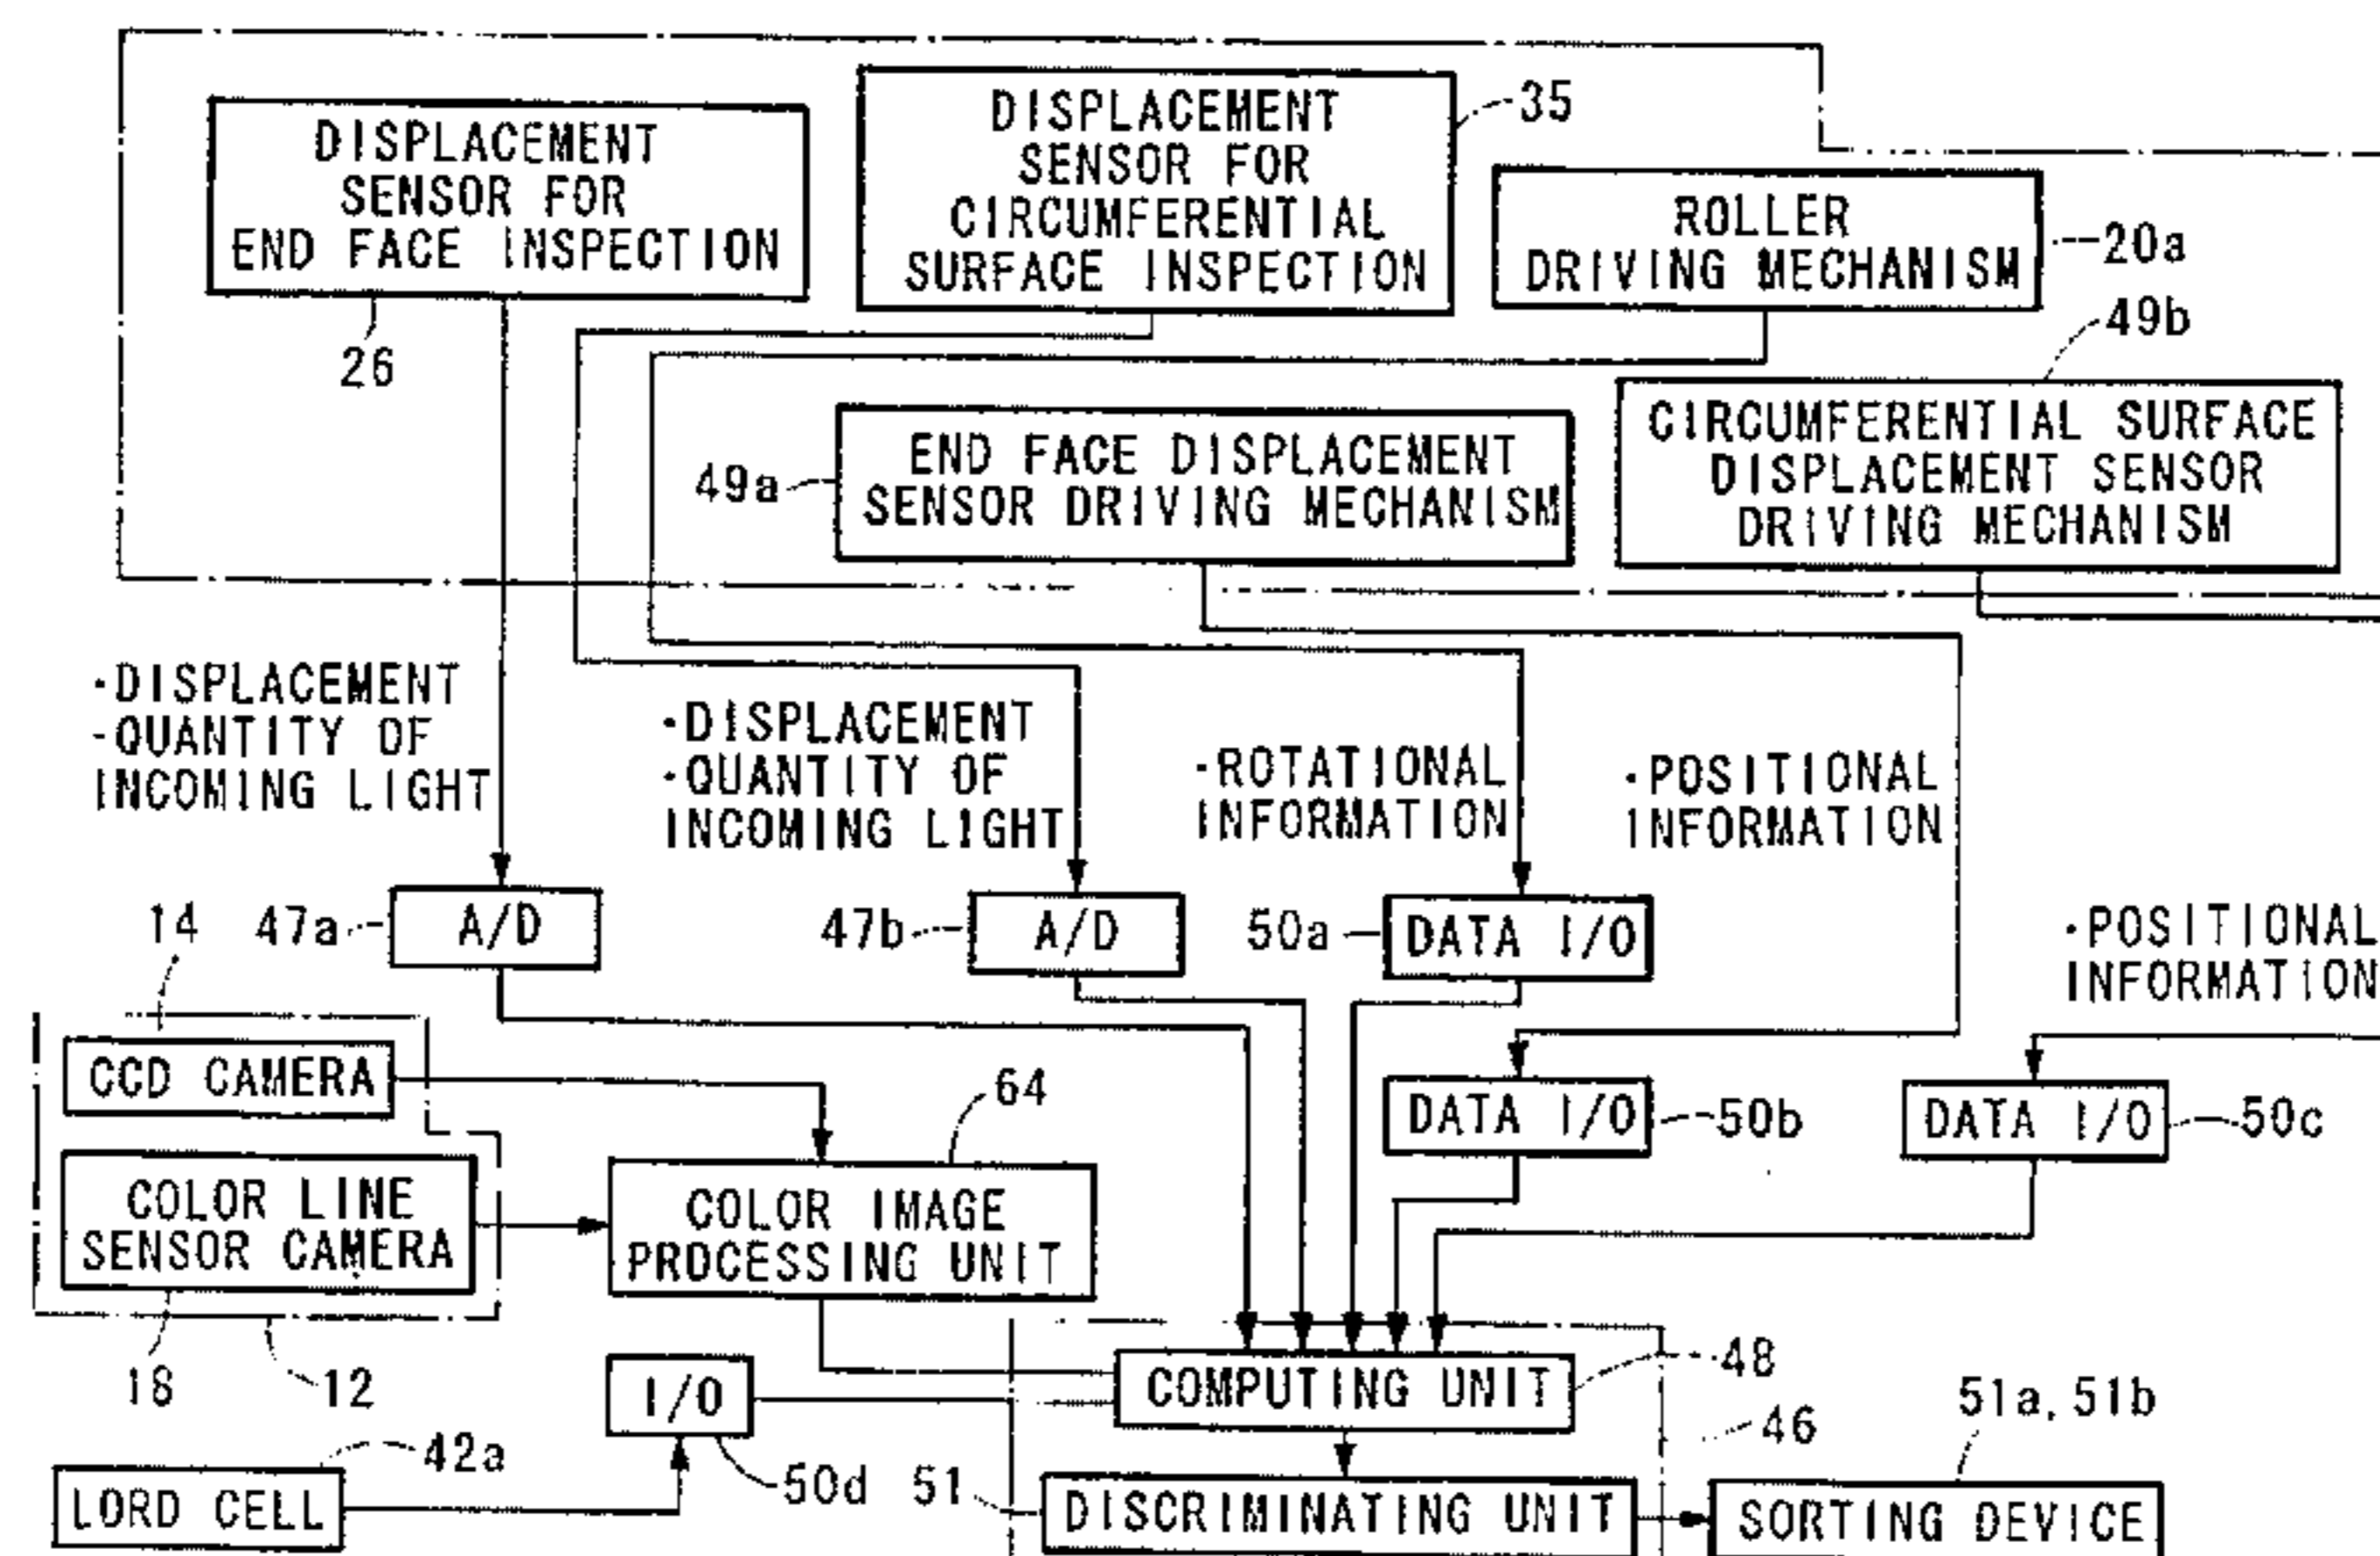 DISPLACEMENT
SENSOR FOR
END FACE INSPECTION
26
DISPLACEMENT
SENSOR FOR
CIRCUMFERENTIAL
SURFACE INSPECTION
35
ROLLER
DRIVING MECHANISM
20a
49b
49a
END FACE DISPLACEMENT
SENSOR DRIVING MECHANISM
CIRCUMFERENTIAL SURFACE
DISPLACEMENT SENSOR
DRIVING MECHANISM
·DISPLACEMENT
·QUANTITY OF
INCOMING LIGHT
·DISPLACEMENT
·QUANTITY OF
INCOMING LIGHT
·ROTATIONAL
INFORMATION
·POSITIONAL
INFORMATION
·POSITIONAL
INFORMATION
14
47a
A/D
47b
A/D
50a
DATA I/O
CCD CAMERA
64
DATA I/O
50b
DATA I/O
50c
COLOR LINE
SENSOR CAMERA
COLOR IMAGE
PROCESSING UNIT
18
12
I/O
COMPUTING UNIT
48
46
51a, 51b
42a
50d
51
LORD CELL
DISCRIMINATING UNIT
SORTING DEVICE